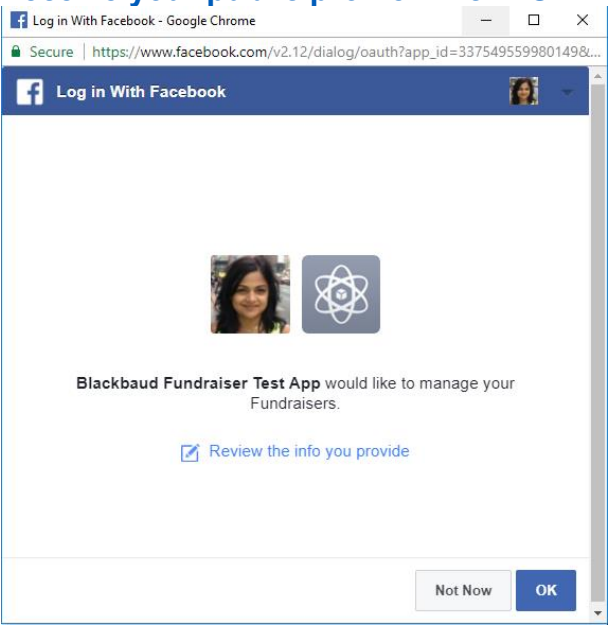 Log in With Facebook - Google Chrome
Secure | https://www.facebook.com/v2.12/dialog/oauth?app_id=337549559980149&...
Log in With Facebook
Blackbaud Fundraiser Test App would like to manage your
Fundraisers.
Review the info you provide
Not Now OK